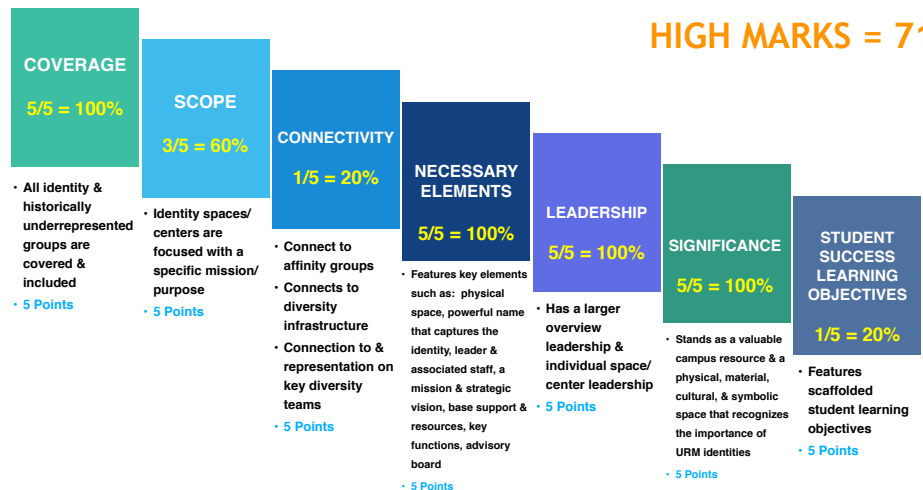 HIGH MARKS = 71
COVERAGE
5/5 = 100%
• All identity &
historically
underrepresented
groups are
covered &
included
• 5 Points
SCOPE
3/5 = 60%
• Identity spaces/
centers are
focused with a
specific mission/
purpose
• 5 Points
CONNECTIVITY
1/5 = 20%
• Connect to
affinity groups
• Connects to
diversity
infrastructure
• Connection to &
representation on
key diversity
teams
• 5 Points
NECESSARY
ELEMENTS
5/5 = 100%
• Features key elements
such as: physical
space, powerful name
that captures the
identity, leader &
associated staff, a
mission & strategic
vision, base support &
resources, key
functions, advisory
board
• 5 Points
LEADERSHIP
5/5 = 100%
• Has a larger
overview
leadership &
individual space/
center leadership
• 5 Points
SIGNIFICANCE
5/5 = 100%
• Stands as a valuable
campus resource & a
physical, material,
cultural, & symbolic
space that recognizes
the importance of
URM identities
• 5 Points
STUDENT
SUCCESS
LEARNING
OBJECTIVES
1/5 = 20%
• Features
scaffolded
student learning
objectives
• 5 Points